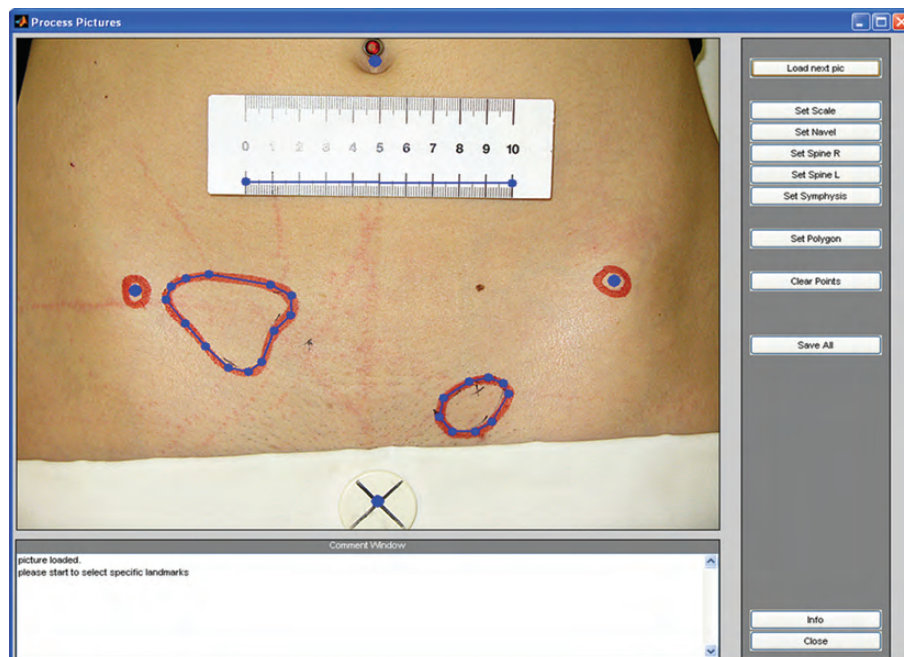 Process Pictures
Load next pic
0 1 2 3 4 5 6 7 8 9 10
Set Scale
Set Navel
Set Spine R
Set Spine L
Set Symphysis
Set Polygon
Clear Points
Save All
Comment Window
picture loaded.
please start to select specific landmarks
Info
Close